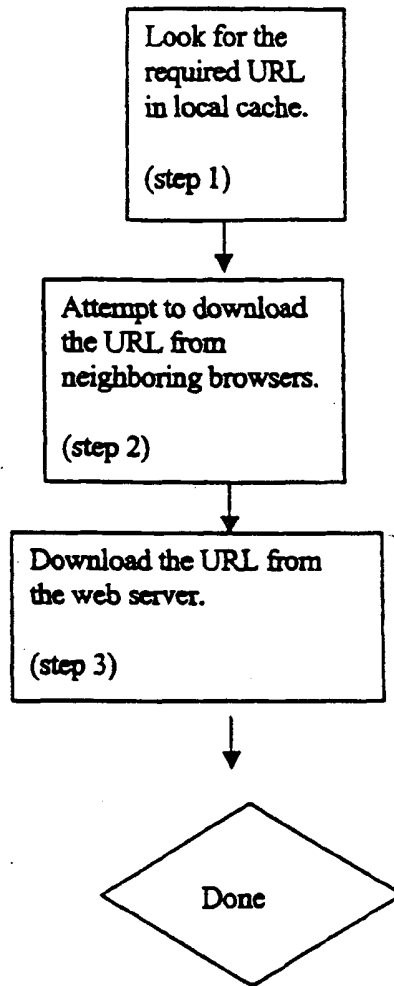 Look for the
required URL
in local cache.
(step 1)
Attempt to download
the URL from
neighboring browsers.
(step 2)
Download the URL from
the web server.
(step 3)
Done